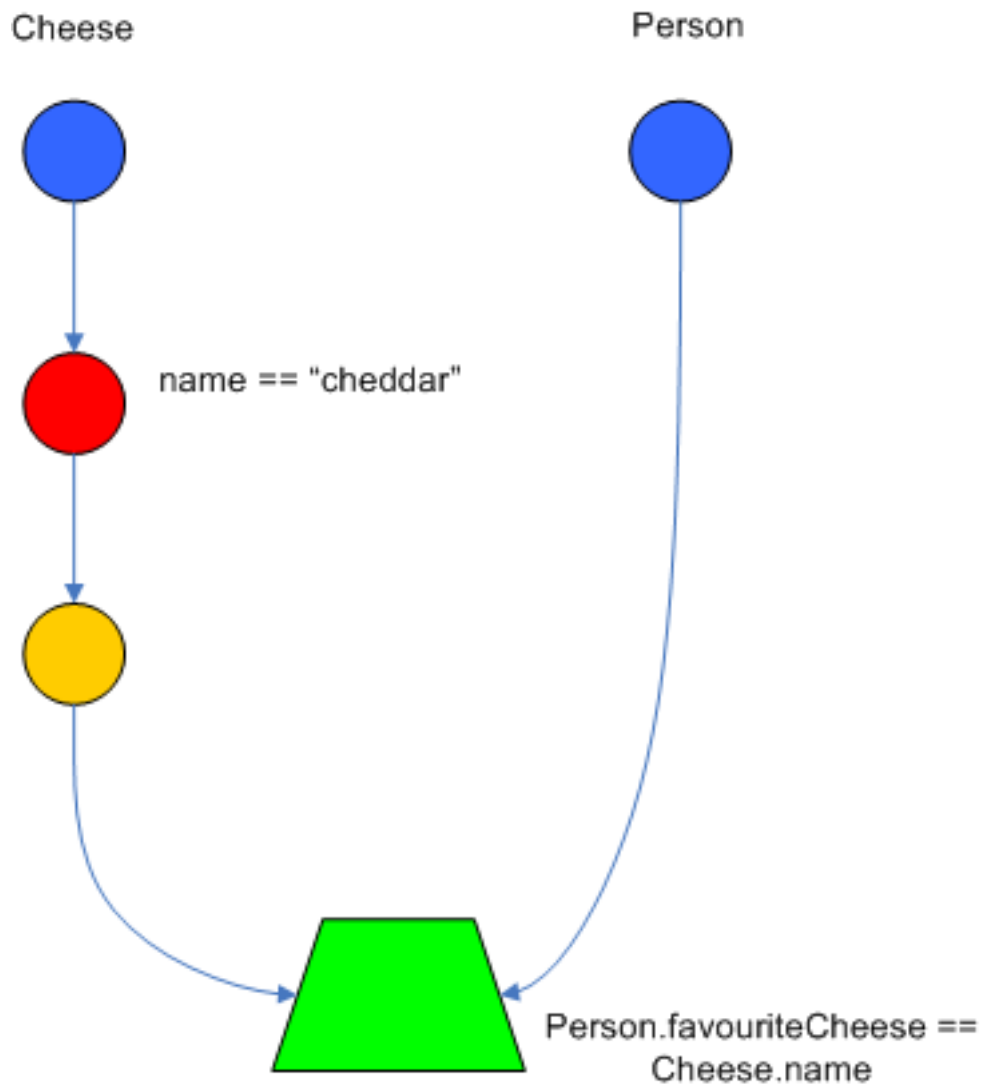 Cheese
Person
name == “cheddar”
Person.favouriteCheese ==
Cheese.name